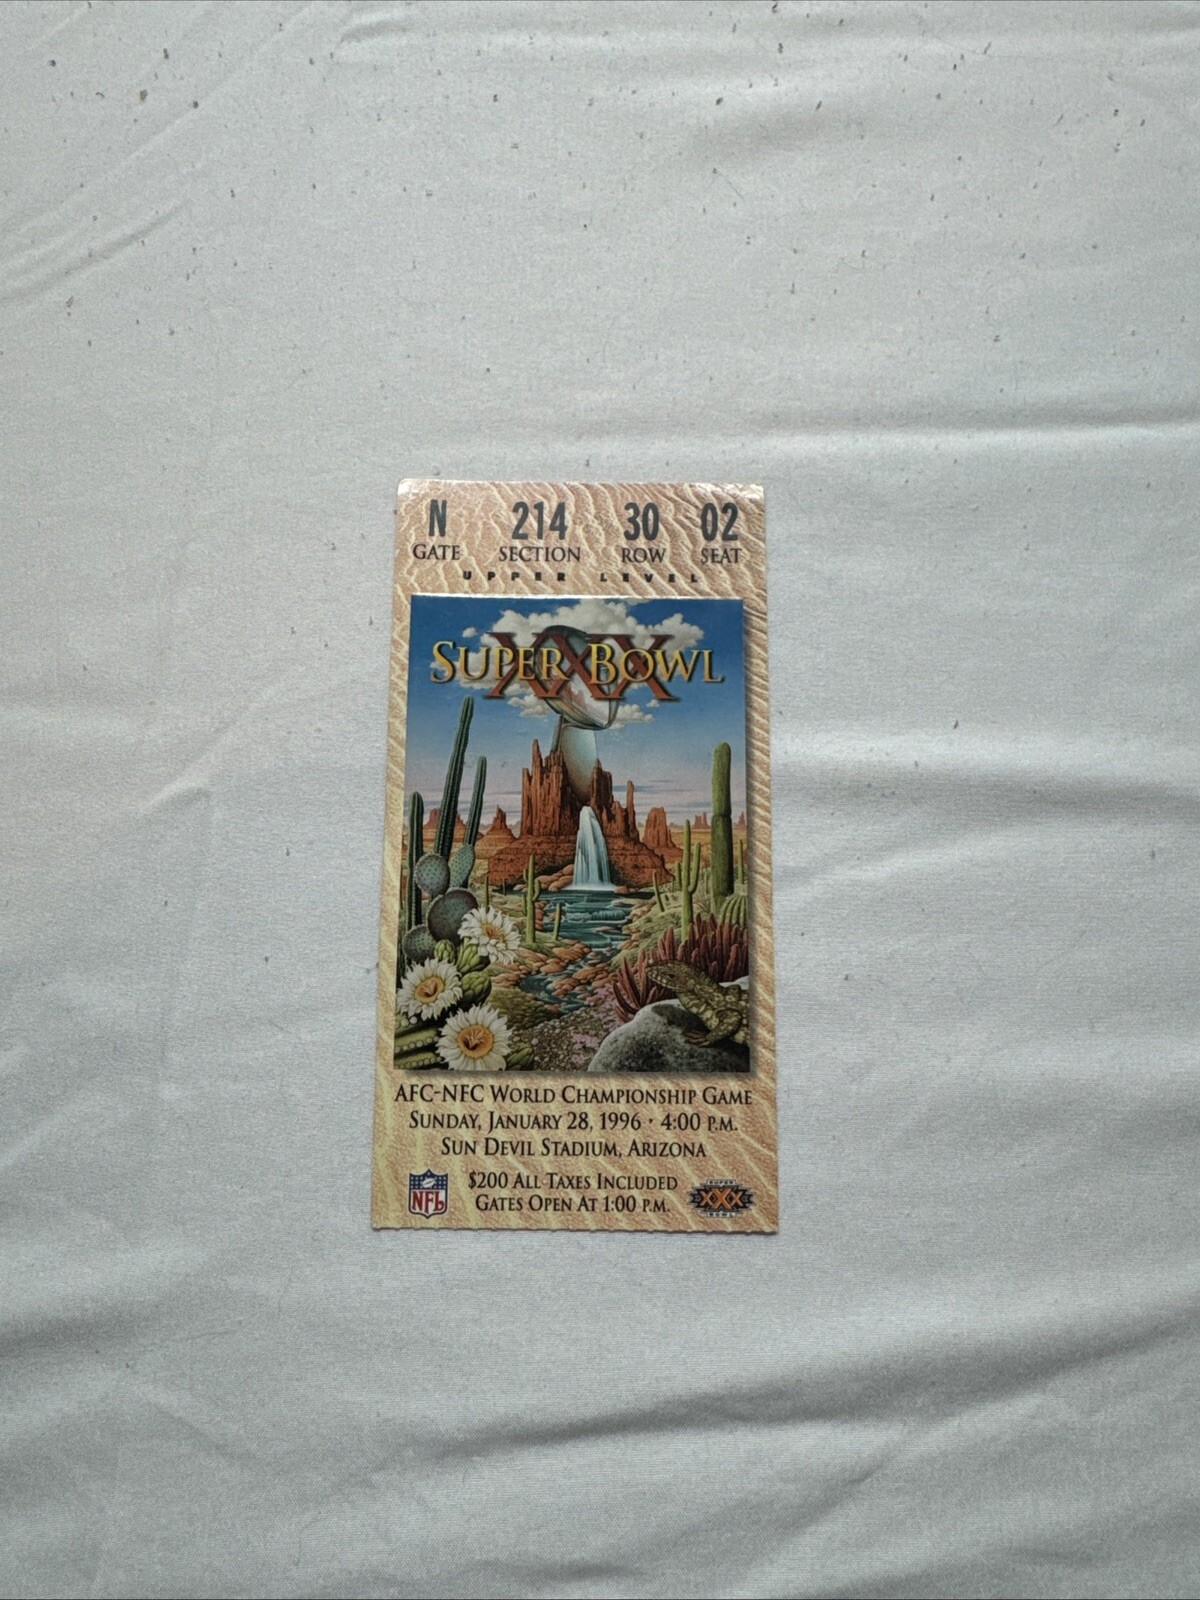 N 214 30 02
GATE SECTION ROW SEAT
UPPER LEVEL
XXX
SUPER BOWL
AFC-NFC WORLD CHAMPIONSHIP GAME
SUNDAY, JANUARY 28, 1996 · 4:00 P.M.
SUN DEVIL STADIUM, ARIZONA
$200 ALL TAXES INCLUDED
GATES OPEN AT 1:00 P.M.
NFL
SUPER
XXX
BOWL